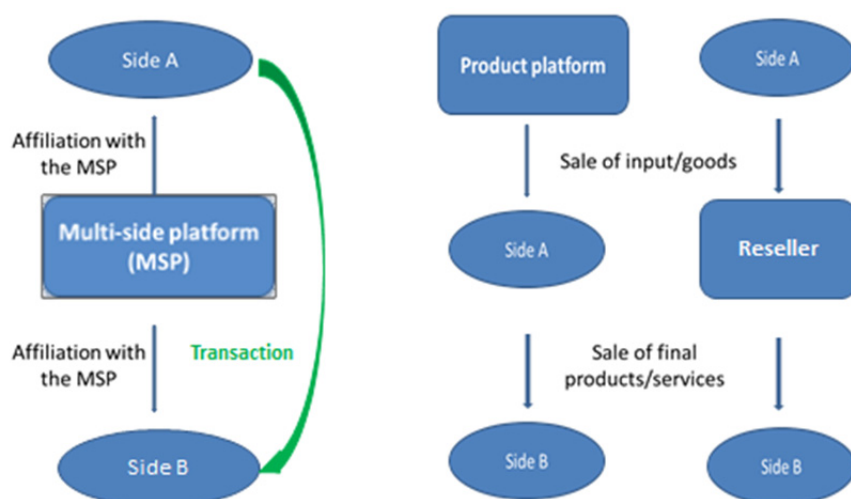 Side A
Affiliation with
the MSP
Multi-side platform
(MSP)
Affiliation with
the MSP
Transaction
Side B
Product platform
Side A
Sale of input/goods
Side A
Reseller
Sale of final
products/services
Side B
Side B